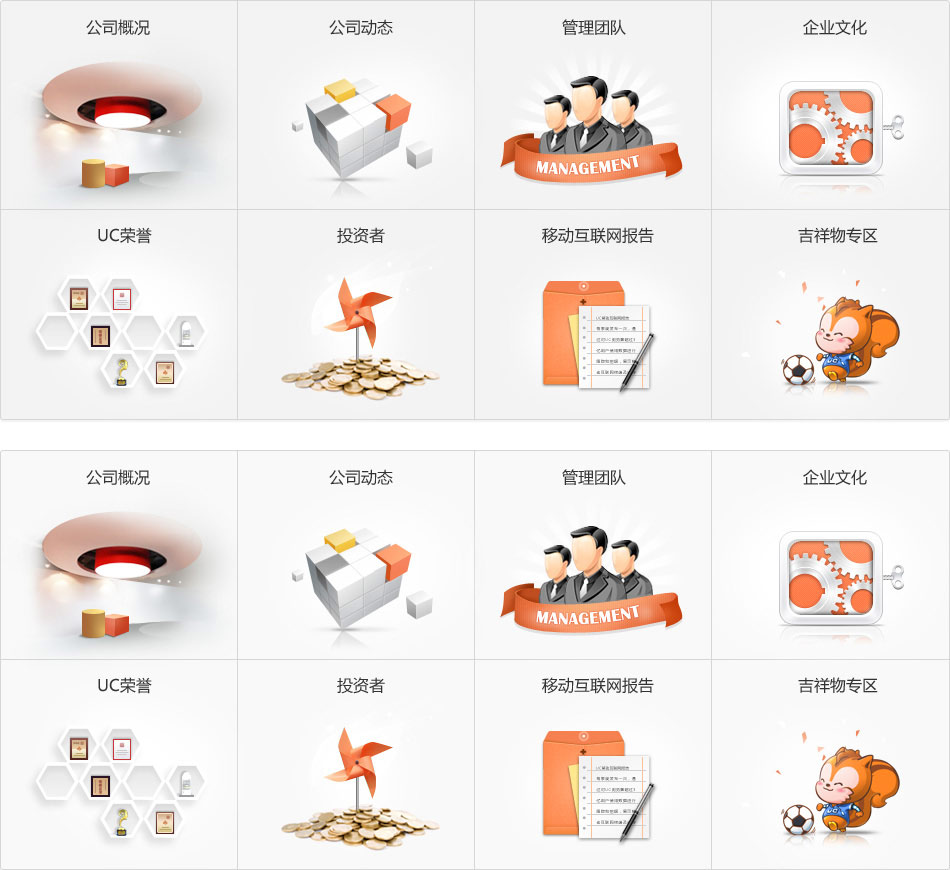 公司概况
公司动态
管理团队
企业文化
MANAGEMENT
UC荣誉
投资者
移动互联网报告
吉祥物专区
公司概况
公司动态
管理团队
企业文化
MANAGEMENT
UC荣誉
投资者
移动互联网报告
吉祥物专区